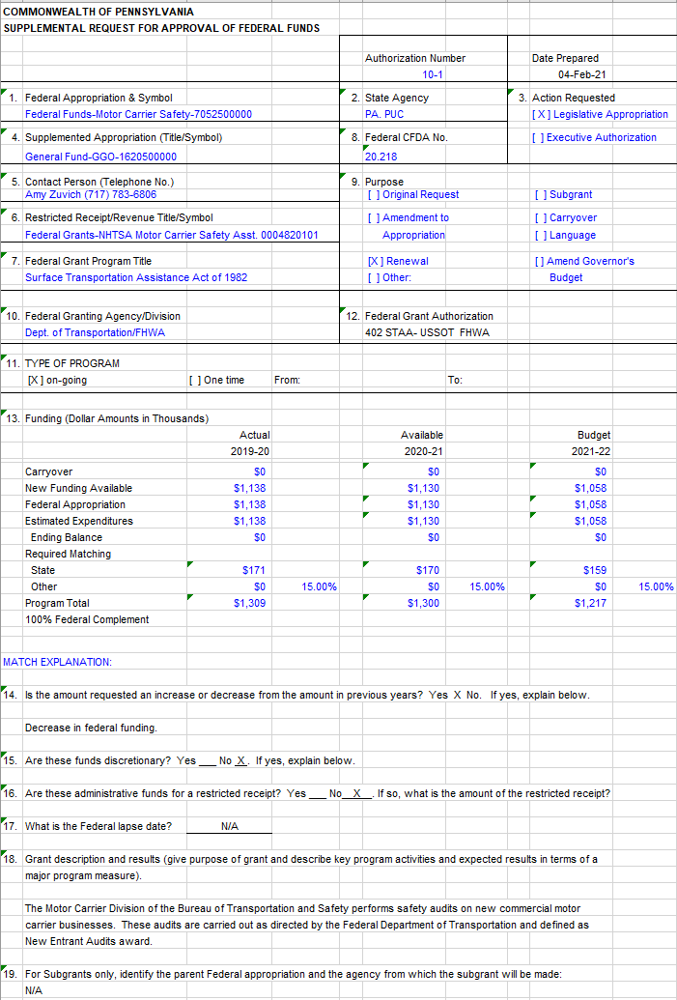 COMMONWEALTH OF PENNSYLVANIA
SUPPLEMENTAL REQUEST FOR APPROVAL OF FEDERAL FUNDS
Authorization Number Date Prepared
10-1 04-Feb-21
1. Federal Appropriation & Symbol 2. State Agency 3. Action Requested
Federal Funds-Motor Carrier Safety-7052500000 PA. PUC [ X ] Legislative Appropriation
4. Supplemented Appropriation (Title/Symbol) 8. Federal CFDA No. [ ] Executive Authorization
General Fund-GGO-1620500000 20.218
5. Contact Person (Telephone No.) 9. Purpose
Amy Zuvich (717) 783-6806 [ ] Original Request [ ] Subgrant
6. Restricted Receipt/Revenue Title/Symbol [ ] Amendment to [ ] Carryover
Federal Grants-NHTSA Motor Carrier Safety Asst. 0004820101 Appropriation [ ] Language
7. Federal Grant Program Title [X ] Renewal [ ] Amend Governor's
Surface Transportation Assistance Act of 1982 [ ] Other: Budget
10. Federal Granting Agency/Division 12. Federal Grant Authorization
Dept. of Transportation/FHWA 402 STAA- USSOT FHWA
11. TYPE OF PROGRAM
[X ] on-going [ ] One time From: To:
13. Funding (Dollar Amounts in Thousands)
Actual Available Budget
2019-20 2020-21 2021-22
Carryover $0 $0 $0
New Funding Available $1,138 $1,130 $1,058
Federal Appropriation $1,138 $1,130 $1,058
Estimated Expenditures $1,138 $1,130 $1,058
Ending Balance $0 $0 $0
Required Matching
State $171 $170 $159
Other $0 15.00% $0 15.00% $0 15.00%
Program Total $1,309 $1,300 $1,217
100% Federal Complement
MATCH EXPLANATION:
14. Is the amount requested an increase or decrease from the amount in previous years? Yes X No. If yes, explain below.
Decrease in federal funding.
15. Are these funds discretionary? Yes ___ No X. If yes, explain below.
16. Are these administrative funds for a restricted receipt? Yes ___ No__X__. If so, what is the amount of the restricted receipt?
17. What is the Federal lapse date? N/A
18. Grant description and results (give purpose of grant and describe key program activities and expected results in terms of a
major program measure).
The Motor Carrier Division of the Bureau of Transportation and Safety performs safety audits on new commercial motor
carrier businesses. These audits are carried out as directed by the Federal Department of Transportation and defined as
New Entrant Audits award.
19. For Subgrants only, identify the parent Federal appropriation and the agency from which the subgrant will be made:
N/A